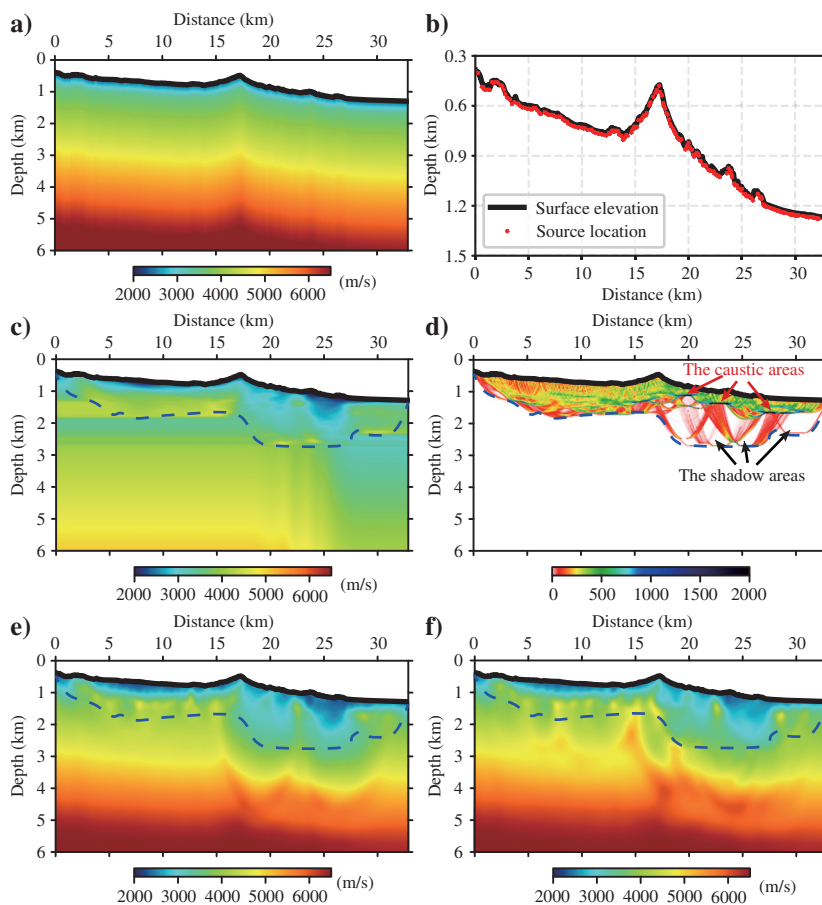 a)
Distance (km)
0 5 10 15 20 25 30
Depth (km)
0
1
2
3
4
5
6
2000 3000 4000 5000 6000 (m/s)
b)
Depth (km)
0.3
0.6
0.9
1.2
1.5
Surface elevation
Source location
0 5 10 15 20 25 30
Distance (km)
c)
Distance (km)
0 5 10 15 20 25 30
Depth (km)
0
1
2
3
4
5
6
2000 3000 4000 5000 6000 (m/s)
d)
Distance (km)
0 5 10 15 20 25 30
Depth (km)
0
1
2
3
4
5
6
The caustic areas
The shadow areas
0 500 1000 1500 2000
e)
Distance (km)
0 5 10 15 20 25 30
Depth (km)
0
1
2
3
4
5
6
2000 3000 4000 5000 6000 (m/s)
f)
Distance (km)
0 5 10 15 20 25 30
Depth (km)
0
1
2
3
4
5
6
2000 3000 4000 5000 6000 (m/s)